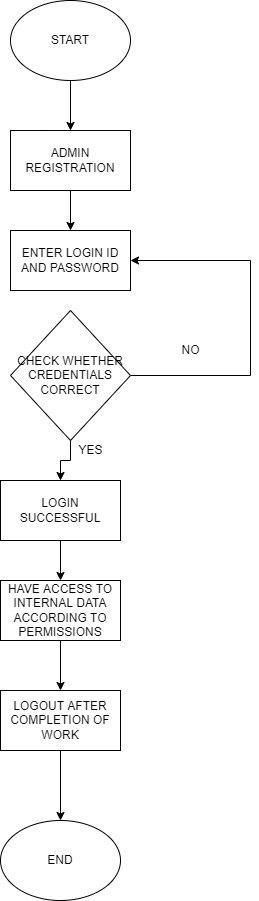 START
ADMIN
REGISTRATION
ENTER LOGIN ID
AND PASSWORD
CHECK WHETHER
CREDENTIALS
CORRECT
NO
YES
LOGIN
SUCCESSFUL
HAVE ACCESS TO
INTERNAL DATA
ACCORDING TO
PERMISSIONS
LOGOUT AFTER
COMPLETION OF
WORK
END